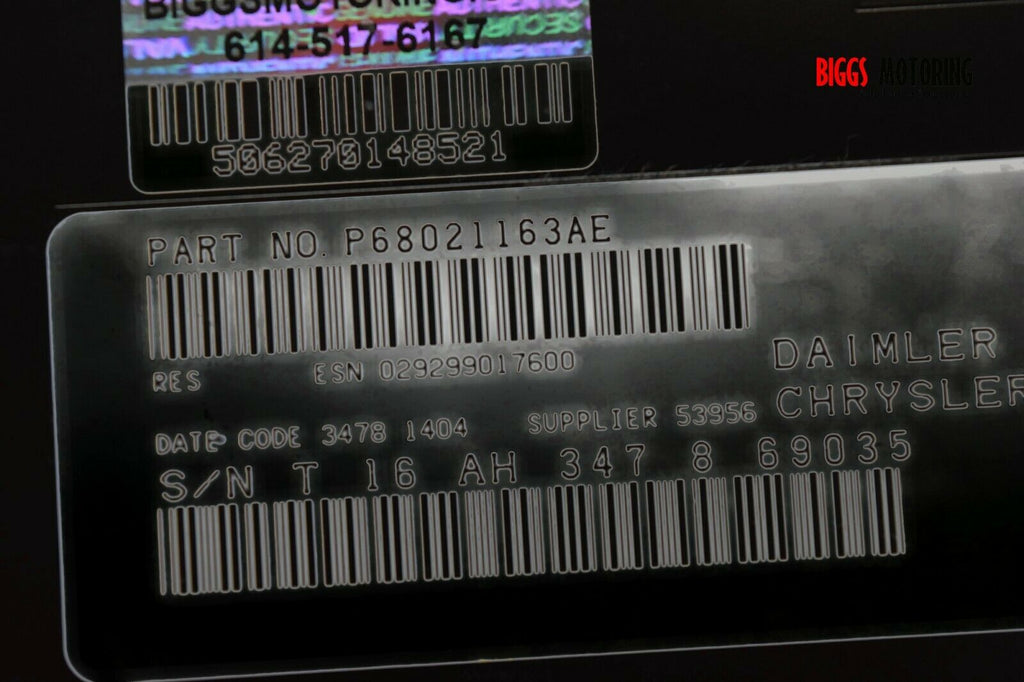 BIGGSMOTORING.
614-517-6167
506270148521
BIGGS MOTORING
PART NO. P68021163AE
RES ESN 029299017600
DAIMLER
CHRYSLER
DATE CODE 3478 1404 SUPPLIER 53956
S/N T 16 AH 347 8 69035